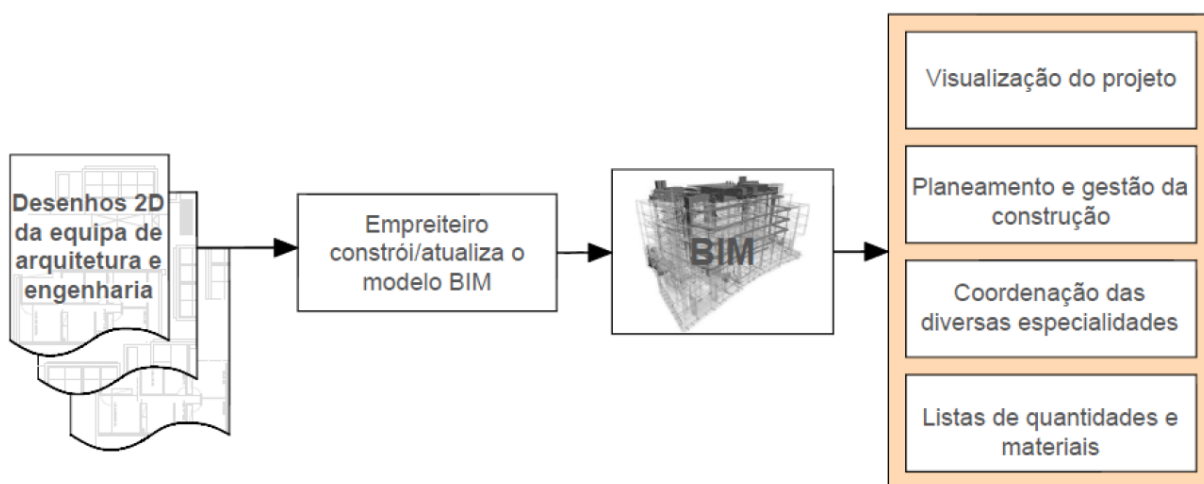 Desenhos 2D
da equipa de
arquitetura e
engenharia
Empreiteiro
constrói/atualiza o
modelo BIM
BIM
Visualização do projeto
Planeamento e gestão da
construção
Coordenação das
diversas especialidades
Listas de quantidades e
materiais